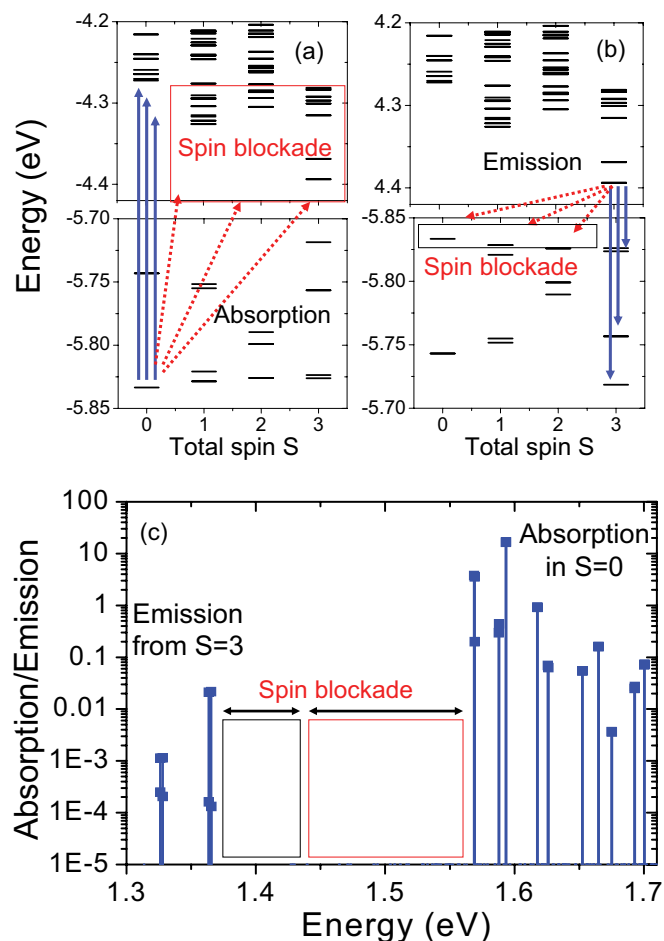 (a)
-4.2
-4.3
-4.4
-5.70
-5.75
-5.80
-5.85
Spin blockade
Absorption
0 1 2 3
Total spin S
Energy (eV)
(b)
-4.2
4.3
4.4
-5.85
-5.80
-5.75
-5.70
Emission
Spin blockade
0 1 2 3
Total spin S
(c)
100
10
1
0.1
0.01
1E-3
1E-4
1E-5
Absorption/Emission
Emission
from S=3
Spin blockade
Absorption
in S=0
1.3 1.4 1.5 1.6 1.7
Energy (eV)